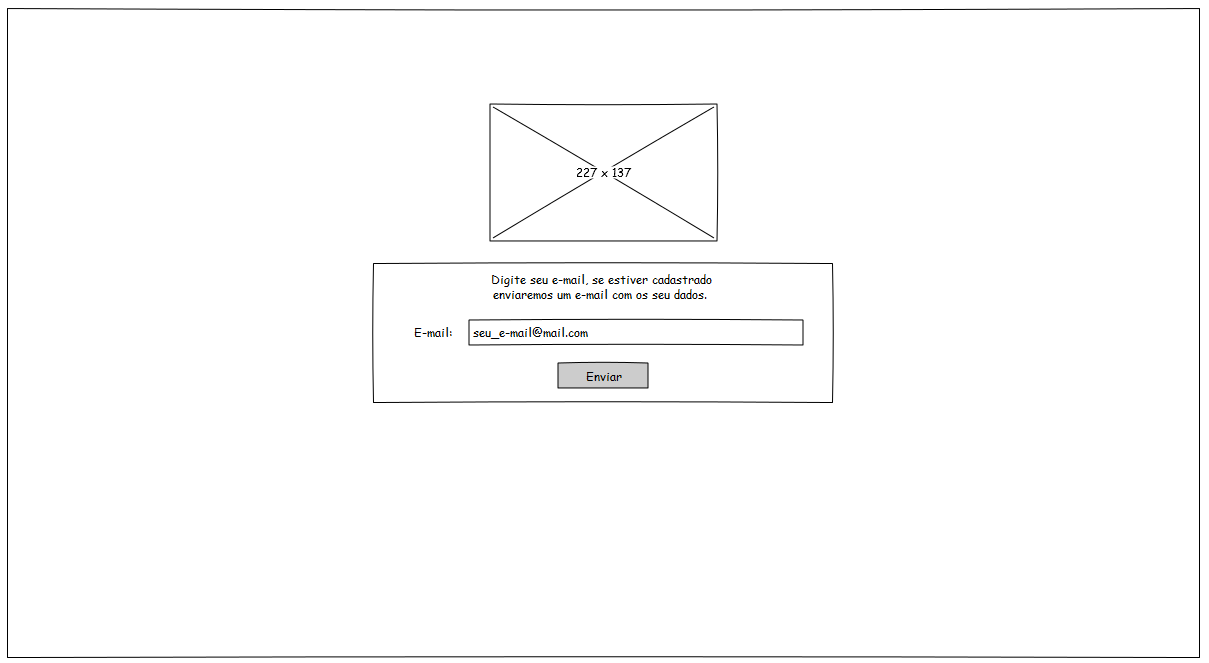 227 x 137
Digite seu e-mail, se estiver cadastrado
enviaremos um e-mail com os seu dados.
E-mail: seu_e-mail@mail.com
Enviar